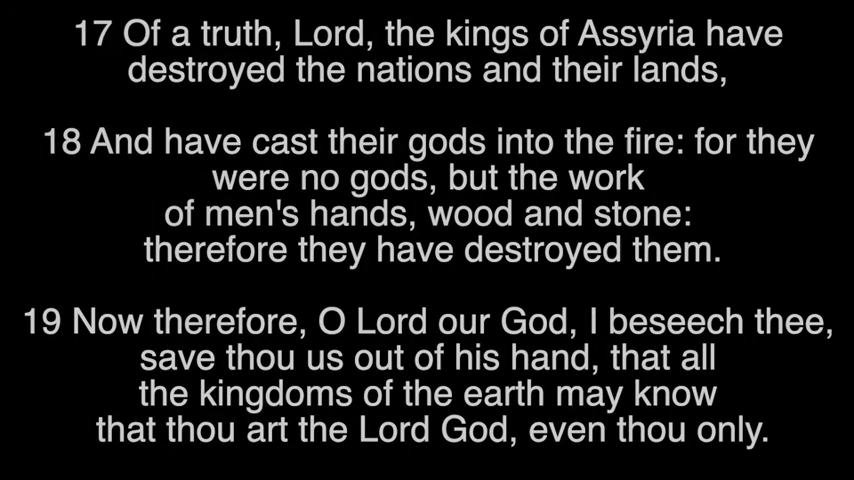 17 Of a truth, Lord, the kings of Assyria have
destroyed the nations and their lands,
18 And have cast their gods into the fire: for they
were no gods, but the work
of men's hands, wood and stone:
therefore they have destroyed them.
19 Now therefore, O Lord our God, I beseech thee,
save thou us out of his hand, that all
the kingdoms of the earth may know
that thou art the Lord God, even thou only.